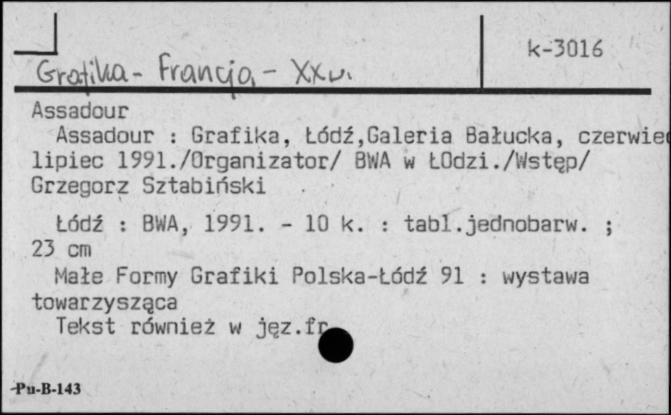 k-3016
Grafika - Francja - XX w.
Assadour
Assadour : Grafika, Łódź,Galeria Bałucka, czerwiec
lipiec 1991./Organizator/ BWA w ŁOdzi./Wstęp/
Grzegorz Sztabiński
Łódź : BWA, 1991. - 10 k. : tabl.jednobarw. ;
23 cm
Małe Formy Grafiki Polska-Łódź 91 : wystawa
towarzysząca
Tekst również w jęz.fr
Pu-B-143